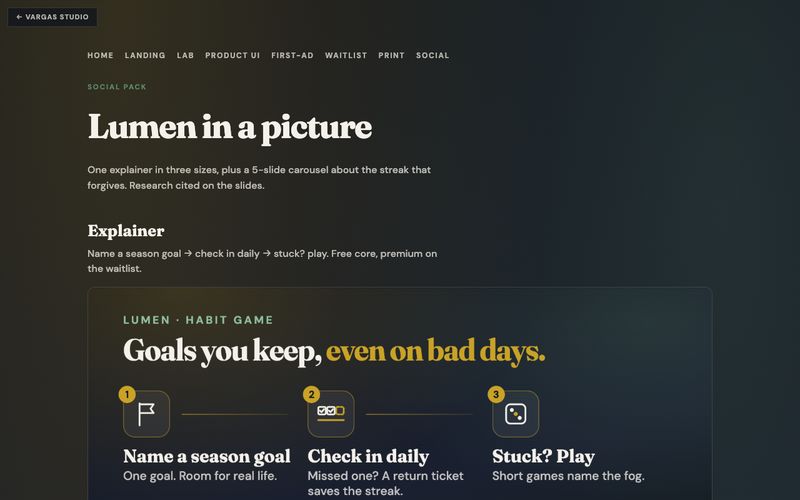 ← VARGAS STUDIO
HOME LANDING LAB PRODUCT UI FIRST-AD WAITLIST PRINT SOCIAL
SOCIAL PACK
Lumen in a picture
One explainer in three sizes, plus a 5-slide carousel about the streak that
forgives. Research cited on the slides.
Explainer
Name a season goal → check in daily → stuck? play. Free core, premium on
the waitlist.
LUMEN · HABIT GAME
Goals you keep, even on bad days.
1 2 3
Name a season goal Check in daily Stuck? Play
One goal. Room for real life. Missed one? A return ticket Short games name the fog.
saves the streak.